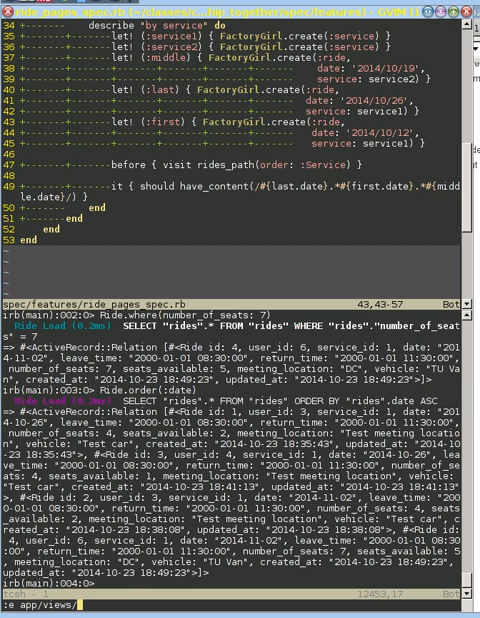 ride_pages_spec.rb (~/classes/c...hip.together/spec/features) - GVIM
34 +-------+---    describe "by service" do
35 +-------+-------let! (:service1) { FactoryGirl.create(:service) }
36 +-------+-------let! (:service2) { FactoryGirl.create(:service) }
37 +-------+-------let! (:middle) { FactoryGirl.create(:ride,
38 +-------+-------+-------+-------+-------+-------   date: '2014/10/19',
39 +-------+-------+-------+-------+-------+-------   service: service2) }
40 +-------+-------let! (:last) { FactoryGirl.create(:ride,
41 +-------+-------+-------+-------+-------+----- date: '2014/10/26',
42 +-------+-------+-------+-------+-------+----- service: service1) }
43 +-------+-------let! (:first) { FactoryGirl.create(:ride,
44 +-------+-------+-------+-------+-------+------ date: '2014/10/12',
45 +-------+-------+-------+-------+-------+------ service: service1) }
46
47 +-------+-------before { visit rides_path(order: :Service) }
48
49 +-------+-------it { should have_content(/#{last.date}.*#{first.date}.*#{midd
le.date}/) }
50 +-------    end
51 +-------end
52     end
53 end
~
~
~
~
~
spec/features/ride_pages_spec.rb 43,43-57 Bot
irb(main):002:0> Ride.where(number_of_seats: 7)
Ride Load (0.2ms)  SELECT "rides".* FROM "rides" WHERE "rides"."number_of_seat
s" = 7
=> #<ActiveRecord::Relation [#<Ride id: 4, user_id: 6, service_id: 1, date: "201
4-11-02", leave_time: "2000-01-01 08:30:00", return_time: "2000-01-01 11:30:00",
number_of_seats: 7, seats_available: 5, meeting_location: "DC", vehicle: "TU Va
n", created_at: "2014-10-23 18:49:23", updated_at: "2014-10-23 18:49:23">]>
irb(main):003:0> Ride.order(:date)
Ride Load (0.2ms)  SELECT "rides".* FROM "rides" ORDER BY "rides".date ASC
=> #<ActiveRecord::Relation [#<Ride id: 1, user_id: 3, service_id: 1, date: "201
4-10-26", leave_time: "2000-01-01 08:30:00", return_time: "2000-01-01 11:30:00",
number_of_seats: 4, seats_available: 2, meeting_location: "Test meeting locatio
n", vehicle: "Test car", created_at: "2014-10-23 18:35:43", updated_at: "2014-10
-23 18:35:43">, #<Ride id: 3, user_id: 4, service_id: 1, date: "2014-10-26", lea
ve_time: "2000-01-01 08:30:00", return_time: "2000-01-01 11:30:00", number_of_se
ats: 4, seats_available: 1, meeting_location: "Test meeting location", vehicle:
"Test car", created_at: "2014-10-23 18:41:13", updated_at: "2014-10-23 18:41:13"
>, #<Ride id: 2, user_id: 3, service_id: 1, date: "2014-11-02", leave_time: "200
0-01-01 08:30:00", return_time: "2000-01-01 11:30:00", number_of_seats: 4, seats
_available: 2, meeting_location: "Test meeting location", vehicle: "Test car", c
reated_at: "2014-10-23 18:38:08", updated_at: "2014-10-23 18:38:08">, #<Ride id:
4, user_id: 6, service_id: 1, date: "2014-11-02", leave_time: "2000-01-01 08:30
:00", return_time: "2000-01-01 11:30:00", number_of_seats: 7, seats_available: 5
, meeting_location: "DC", vehicle: "TU Van", created_at: "2014-10-23 18:49:23",
updated_at: "2014-10-23 18:49:23">]>
irb(main):004:0>
tcsh - 1 12453,17 Bot
:e app/views/